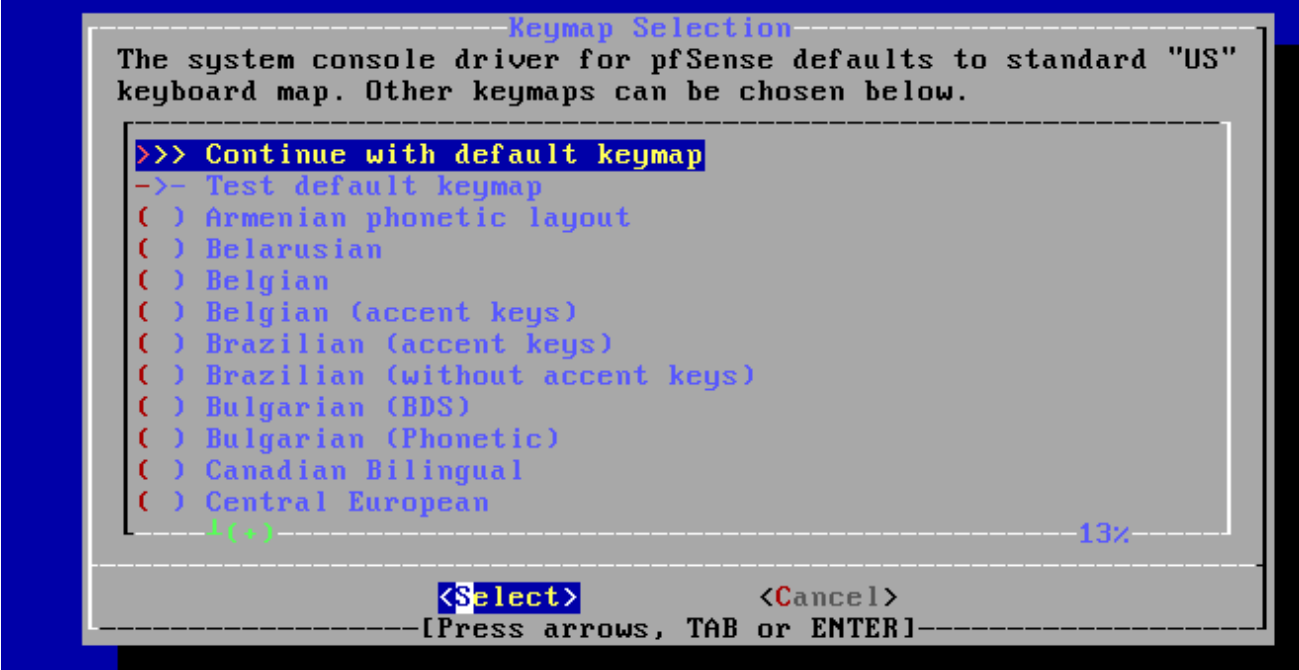 Keymap Selection
The system console driver for pfSense defaults to standard "US"
keyboard map. Other keymaps can be chosen below.
>>> Continue with default keymap
->- Test default keymap
( ) Armenian phonetic layout
( ) Belarusian
( ) Belgian
( ) Belgian (accent keys)
( ) Brazilian (accent keys)
( ) Brazilian (without accent keys)
( ) Bulgarian (BDS)
( ) Bulgarian (Phonetic)
( ) Canadian Bilingual
( ) Central European
┴(+) 13%
<Select> <Cancel>
[Press arrows, TAB or ENTER]